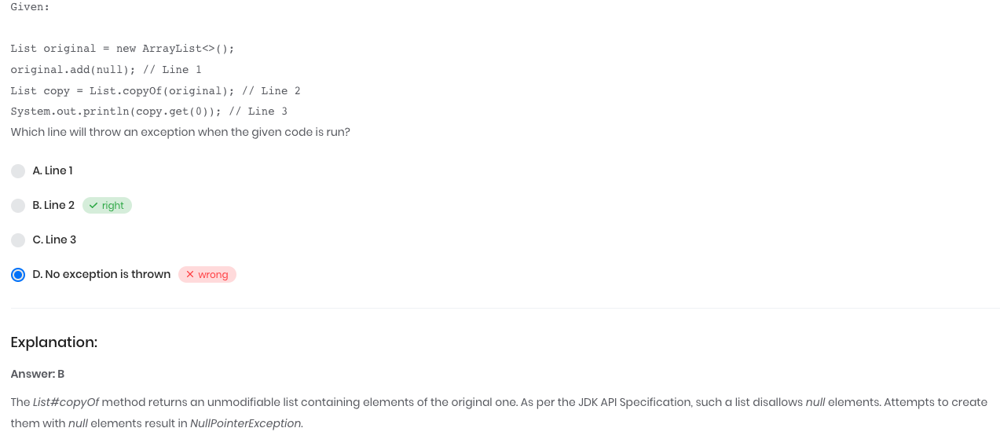 Given:
List original = new ArrayList<>();
original.add(null); // Line 1
List copy = List.copyOf(original); // Line 2
System.out.println(copy.get(0)); // Line 3
Which line will throw an exception when the given code is run?
A. Line 1
B. Line 2 ✓ right
C. Line 3
D. No exception is thrown ✕ wrong
Explanation:
Answer: B
The List#copyOf method returns an unmodifiable list containing elements of the original one. As per the JDK API Specification, such a list disallows null elements. Attempts to create
them with null elements result in NullPointerException.